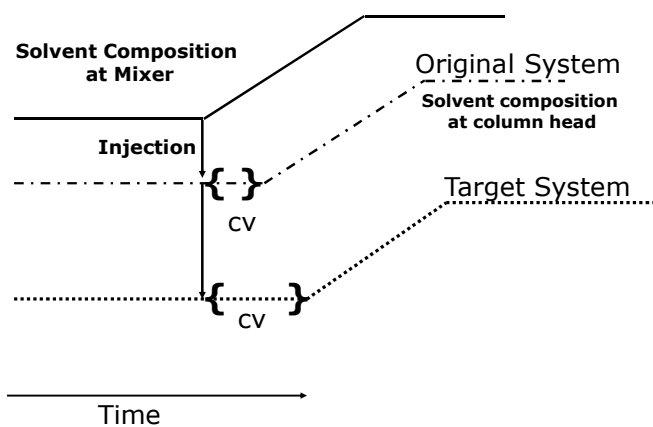 Solvent Composition
at Mixer
Original System
Solvent composition
at column head
Injection
{ }
cv
Target System
{ }
cv
Time